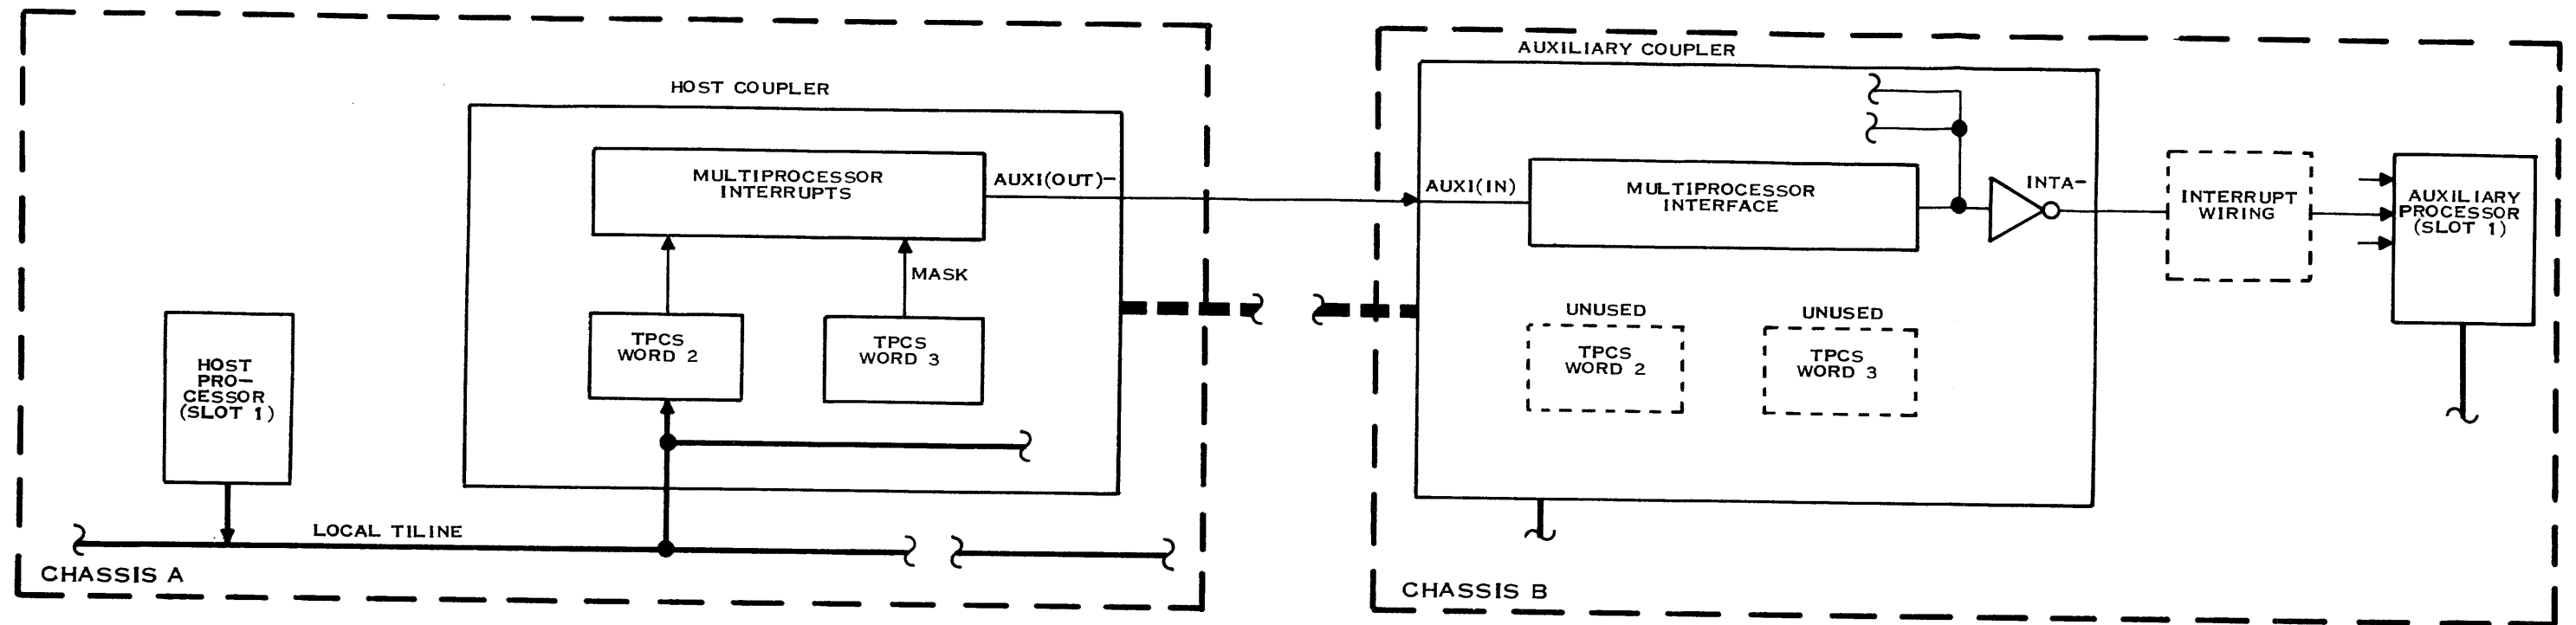 HOST COUPLER
MULTIPROCESSOR
INTERRUPTS
AUXI(OUT)-
MASK
TPCS
WORD 2
TPCS
WORD 3
HOST
PRO-
CESSOR
(SLOT 1)
LOCAL TILINE
CHASSIS A
AUXILIARY COUPLER
AUXI(IN)
MULTIPROCESSOR
INTERFACE
INTA-
INTERRUPT
WIRING
AUXILIARY
PROCESSOR
(SLOT 1)
UNUSED
TPCS
WORD 2
UNUSED
TPCS
WORD 3
CHASSIS B